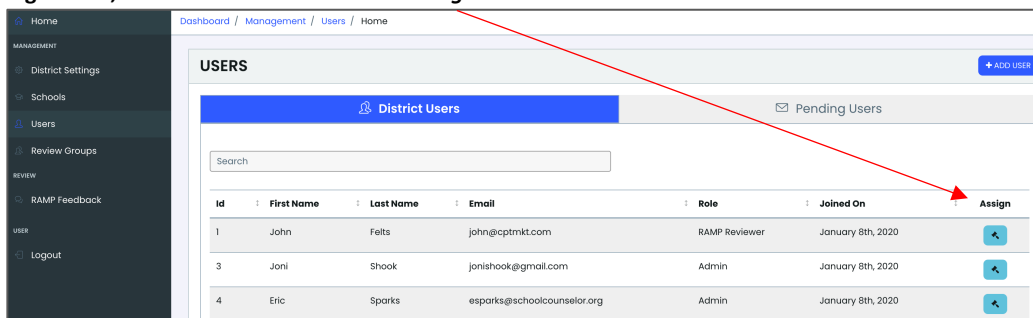 Home
Dashboard / Management / Users / Home
MANAGEMENT
District Settings
Schools
Users
Review Groups
REVIEW
RAMP Feedback
USER
Logout
USERS
+ ADD USER
District Users
Pending Users
Search
Id First Name Last Name Email Role Joined On Assign
1 John Felts john@cptmkt.com RAMP Reviewer January 8th, 2020
3 Joni Shook jonishook@gmail.com Admin January 8th, 2020
4 Eric Sparks esparks@schoolcounselor.org Admin January 8th, 2020